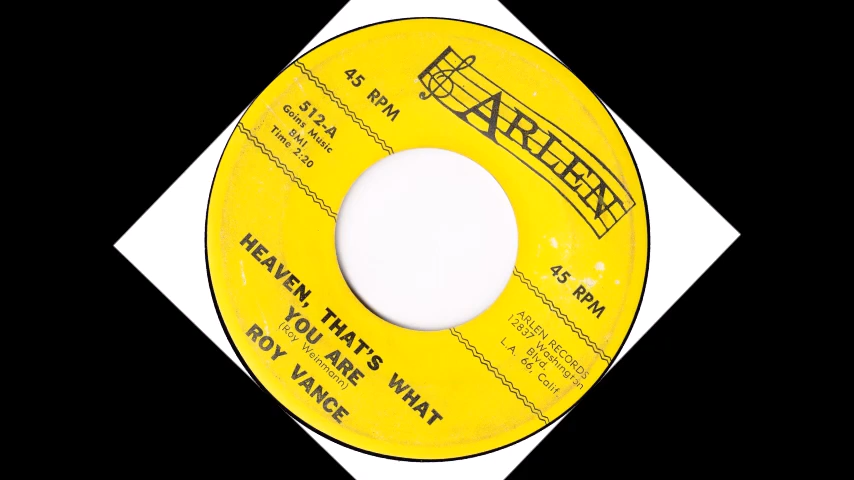 ARLEN
45 RPM
45 RPM
512-A
Goins Music
BMI
Time 2:20
ARLEN RECORDS
12837 Washington
Blvd.
L.A. 66, Calif
HEAVEN, THAT'S WHAT
YOU ARE
(Roy Weinmann)
ROY VANCE